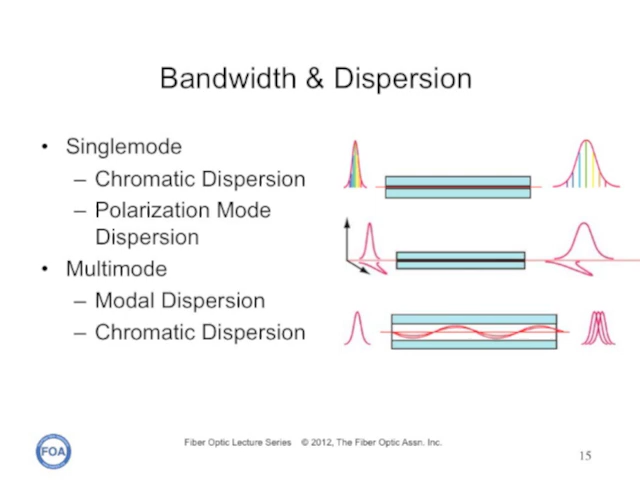 Bandwidth & Dispersion
• Singlemode
– Chromatic Dispersion
– Polarization Mode
Dispersion
• Multimode
– Modal Dispersion
– Chromatic Dispersion
FOA
Fiber Optic Lecture Series © 2012, The Fiber Optic Assn. Inc.
15